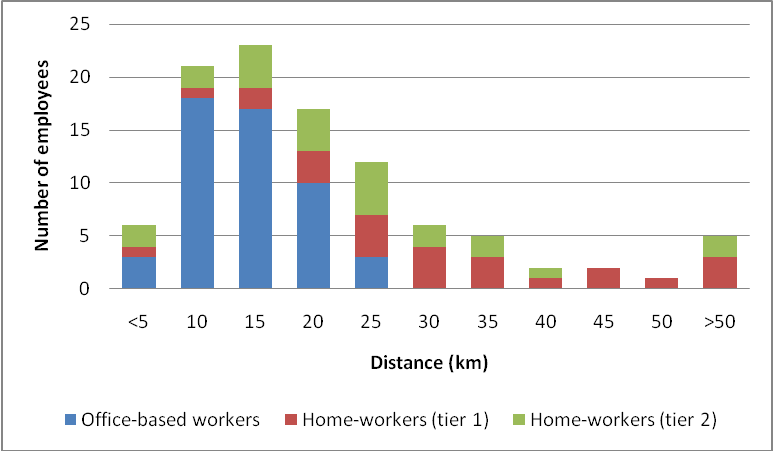 25
20
15
10
5
0
Number of employees
<5 10 15 20 25 30 35 40 45 50 >50
Distance (km)
Office-based workers Home-workers (tier 1) Home-workers (tier 2)